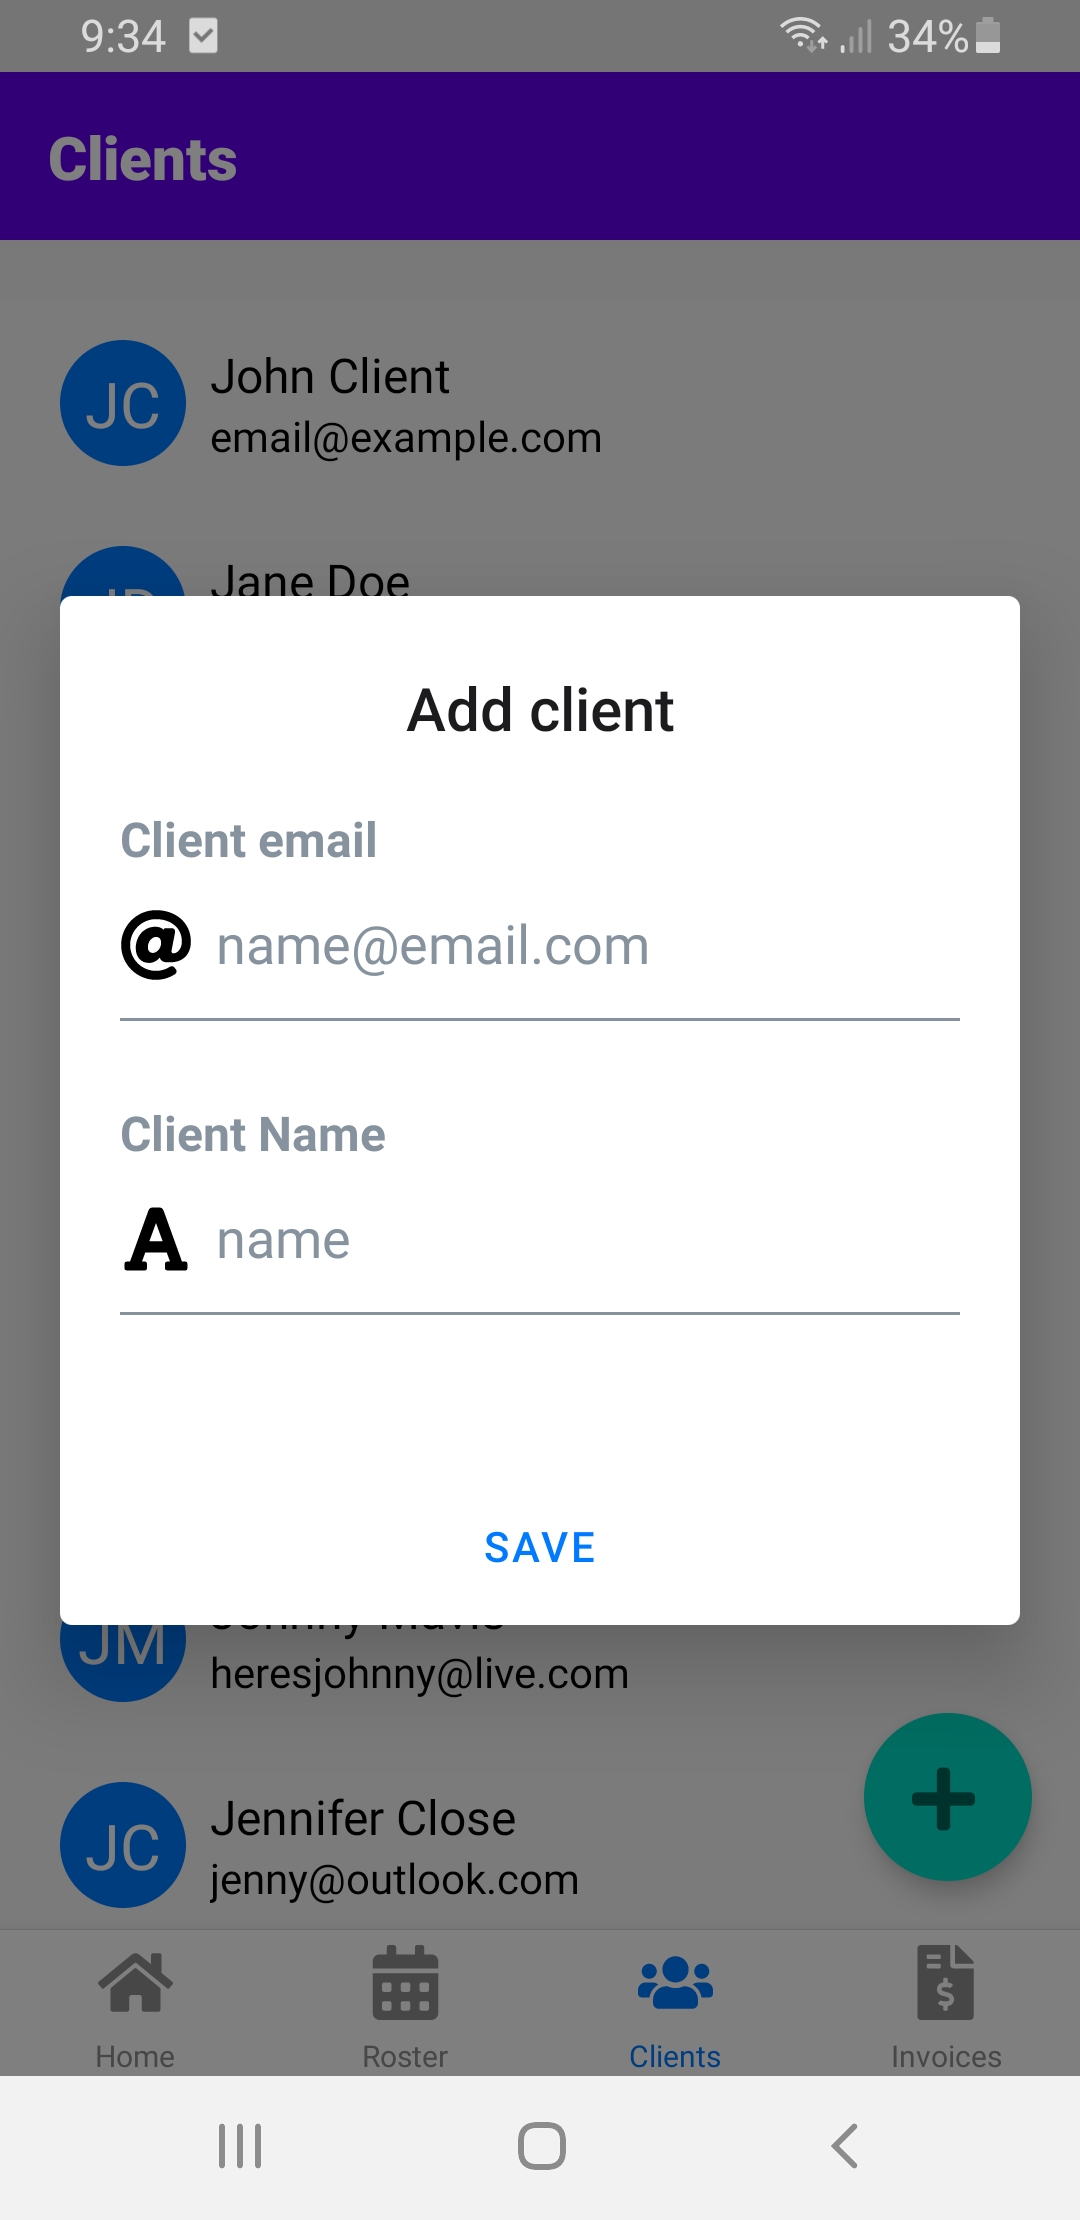 9:34
34%
Clients
JC
John Client
email@example.com
Jane Doe
Add client
Client email
@ name@email.com
Client Name
A name
SAVE
JM
heresjohnny@live.com
JC
Jennifer Close
jenny@outlook.com
$
Home Roster Clients Invoices